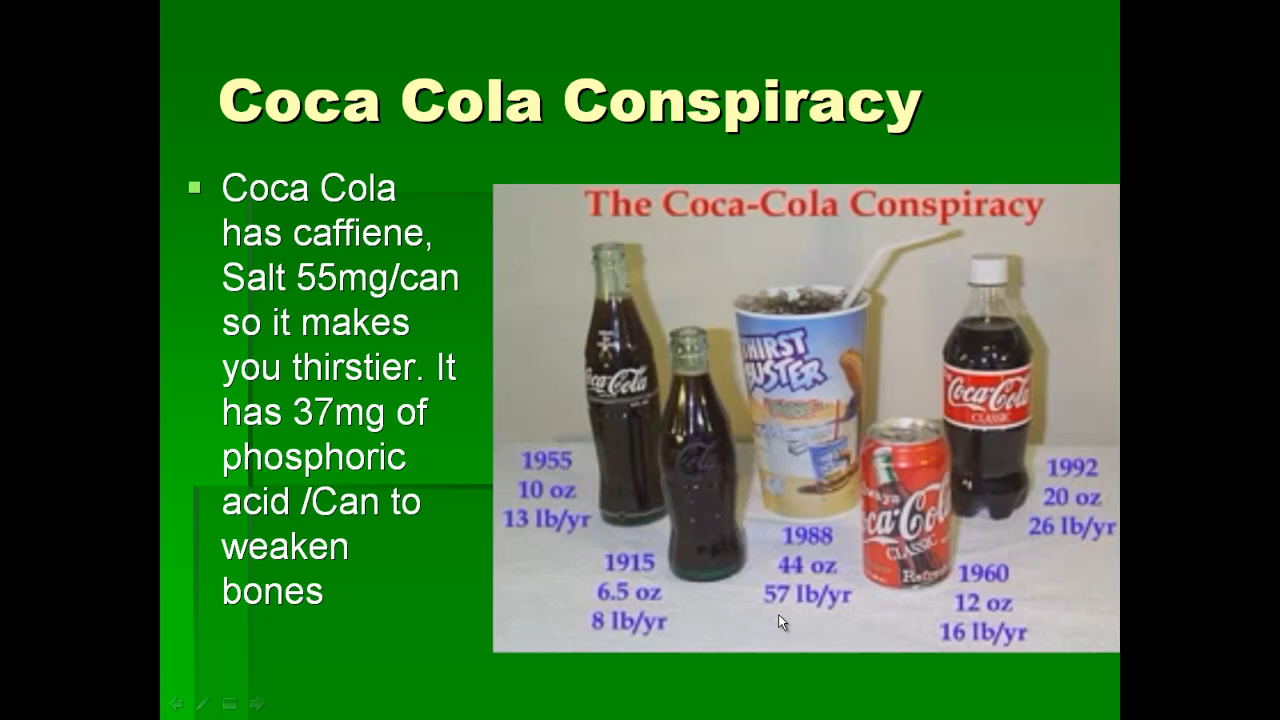 Coca Cola Conspiracy
Coca Cola
has caffiene,
Salt 55mg/can
so it makes
you thirstier. It
has 37mg of
phosphoric
acid /Can to
weaken
bones
The Coca-Cola Conspiracy
Coca-Cola
Coca-Cola
THIRST
BUSTER
Coca-Cola
CLASSIC
Coca-Cola
CLASSIC
1955
10 oz
13 lb/yr
1915
6.5 oz
8 lb/yr
1988
44 oz
57 lb/yr
1960
12 oz
16 lb/yr
1992
20 oz
26 lb/yr